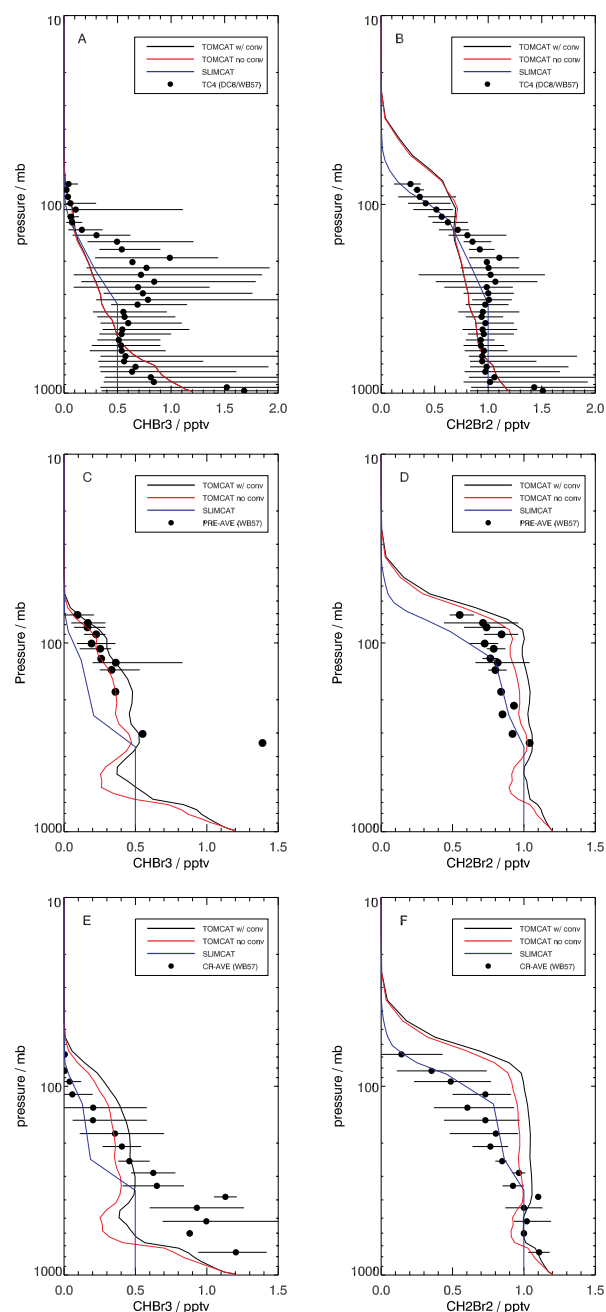 A
TOMCAT w/ conv
TOMCAT no conv
SLIMCAT
TC4 (DC8/WB57)
pressure / mb
10
100
1000
0.0 0.5 1.0 1.5 2.0
CHBr3 / pptv
B
TOMCAT w/ conv
TOMCAT no conv
SLIMCAT
TC4 (DC8/WB57)
pressure / mb
10
100
1000
0.0 0.5 1.0 1.5 2.0
CH2Br2 / pptv
C
TOMCAT w/ conv
TOMCAT no conv
SLIMCAT
PRE-AVE (WB57)
Pressure / mb
10
100
1000
0.0 0.5 1.0 1.5
CHBr3 / pptv
D
TOMCAT w/ conv
TOMCAT no conv
SLIMCAT
PRE-AVE (WB57)
Pressure / mb
10
100
1000
0.0 0.5 1.0 1.5
CH2Br2 / pptv
E
TOMCAT w/ conv
TOMCAT no conv
SLIMCAT
CR-AVE (WB57)
pressure / mb
10
100
1000
0.0 0.5 1.0 1.5
CHBr3 / pptv
F
TOMCAT w/ conv
TOMCAT no conv
SLIMCAT
CR-AVE (WB57)
pressure / mb
10
100
1000
0.0 0.5 1.0 1.5
CH2Br2 / pptv